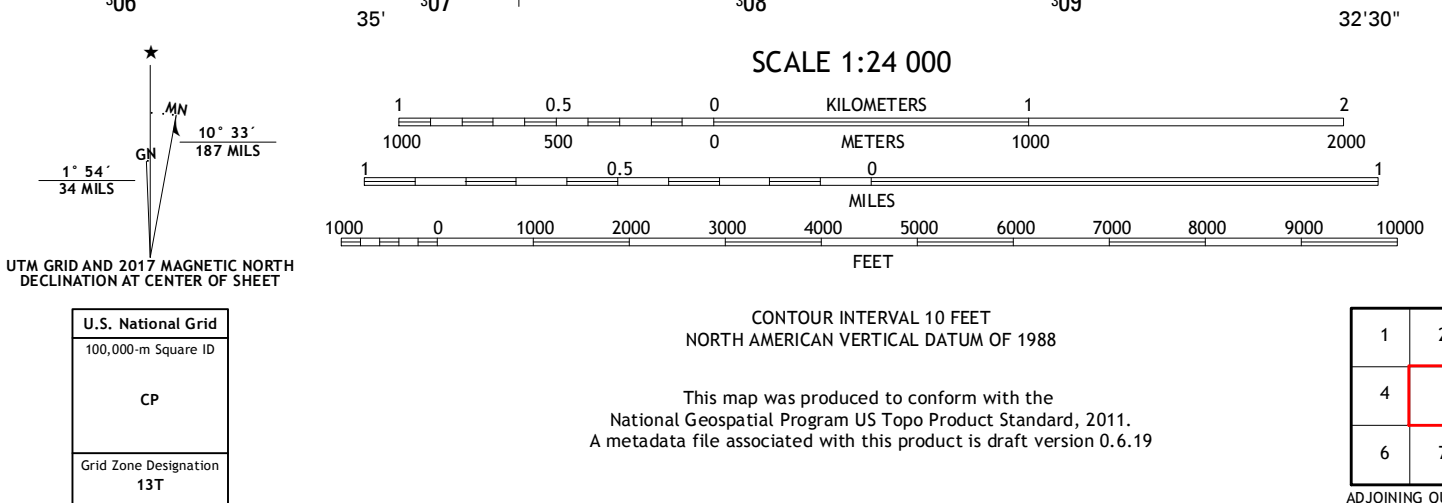 ³06 ³07 ³08 ³09
35' 32'30"
★
MN
10° 33´
187 MILS
GN
1° 54´
34 MILS
UTM GRID AND 2017 MAGNETIC NORTH
DECLINATION AT CENTER OF SHEET
SCALE 1:24 000
1 0.5 0 KILOMETERS 1 2
1000 500 0 METERS 1000 2000
1 0.5 0 1
MILES
1000 0 1000 2000 3000 4000 5000 6000 7000 8000 9000 10000
FEET
U.S. National Grid
100,000-m Square ID
CP
Grid Zone Designation
13T
CONTOUR INTERVAL 10 FEET
NORTH AMERICAN VERTICAL DATUM OF 1988
This map was produced to conform with the
National Geospatial Program US Topo Product Standard, 2011.
A metadata file associated with this product is draft version 0.6.19
1
4
6
ADJOINING